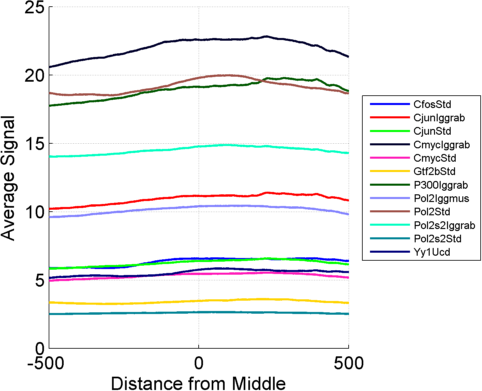 25
20
15
10
5
0
Average Signal
-500
0
500
Distance from Middle
CfosStd
CjunIggrab
CjunStd
CmycIggrab
CmycStd
Gtf2bStd
P300Iggrab
Pol2Iggmus
Pol2Std
Pol2s2Iggrab
Pol2s2Std
Yy1Ucd